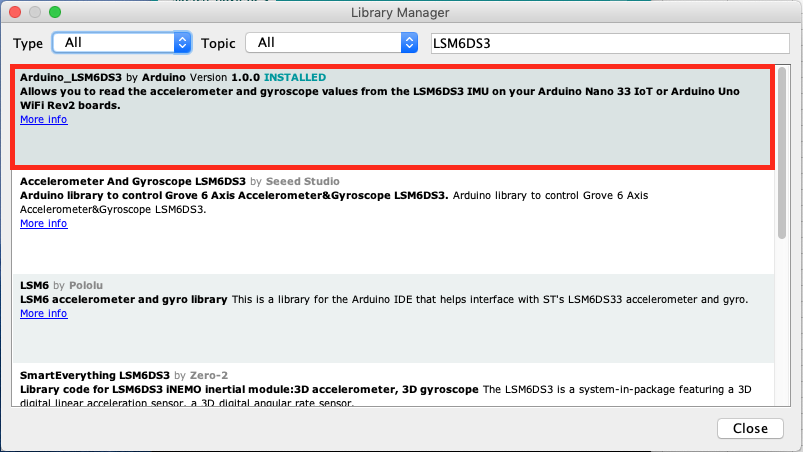 Library Manager
Type All Topic All LSM6DS3
Arduino_LSM6DS3 by Arduino Version 1.0.0 INSTALLED
Allows you to read the accelerometer and gyroscope values from the LSM6DS3 IMU on your Arduino Nano 33 IoT or Arduino Uno
WiFi Rev2 boards.
More info
Accelerometer And Gyroscope LSM6DS3 by Seeed Studio
Arduino library to control Grove 6 Axis Accelerometer&Gyroscope LSM6DS3. Arduino library to control Grove 6 Axis
Accelerometer&Gyroscope LSM6DS3.
More info
LSM6 by Pololu
LSM6 accelerometer and gyro library This is a library for the Arduino IDE that helps interface with ST's LSM6DS33 accelerometer and gyro.
More info
SmartEverything LSM6DS3 by Zero-2
Library code for LSM6DS3 iNEMO inertial module:3D accelerometer, 3D gyroscope The LSM6DS3 is a system-in-package featuring a 3D
digital linear acceleration sensor, a 3D digital angular rate sensor.
Close